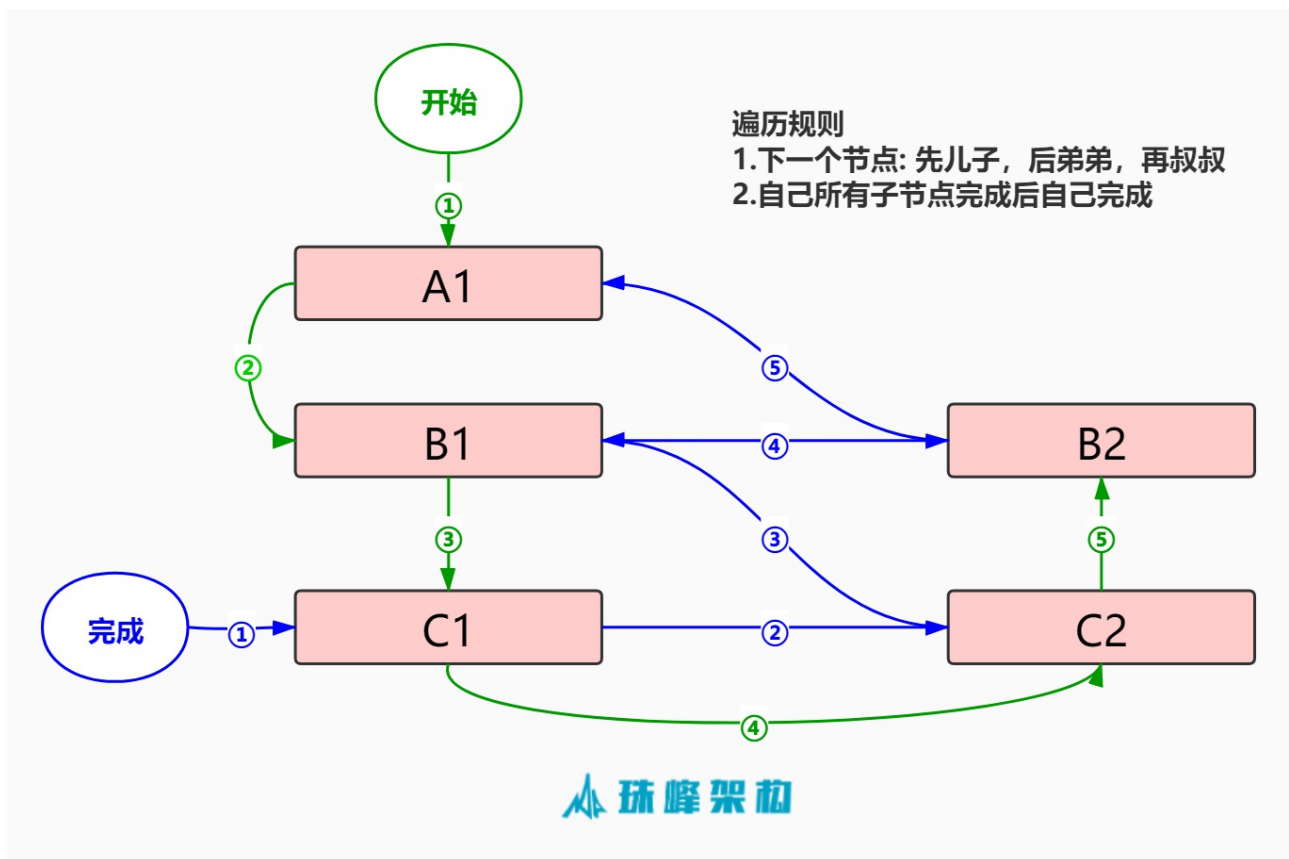 开始
遍历规则
1.下一个节点: 先儿子，后弟弟，再叔叔
2.自己所有子节点完成后自己完成
①
A1
②
⑤
B1
④
B2
③
③
⑤
完成
①
C1
②
C2
④
珠峰架构